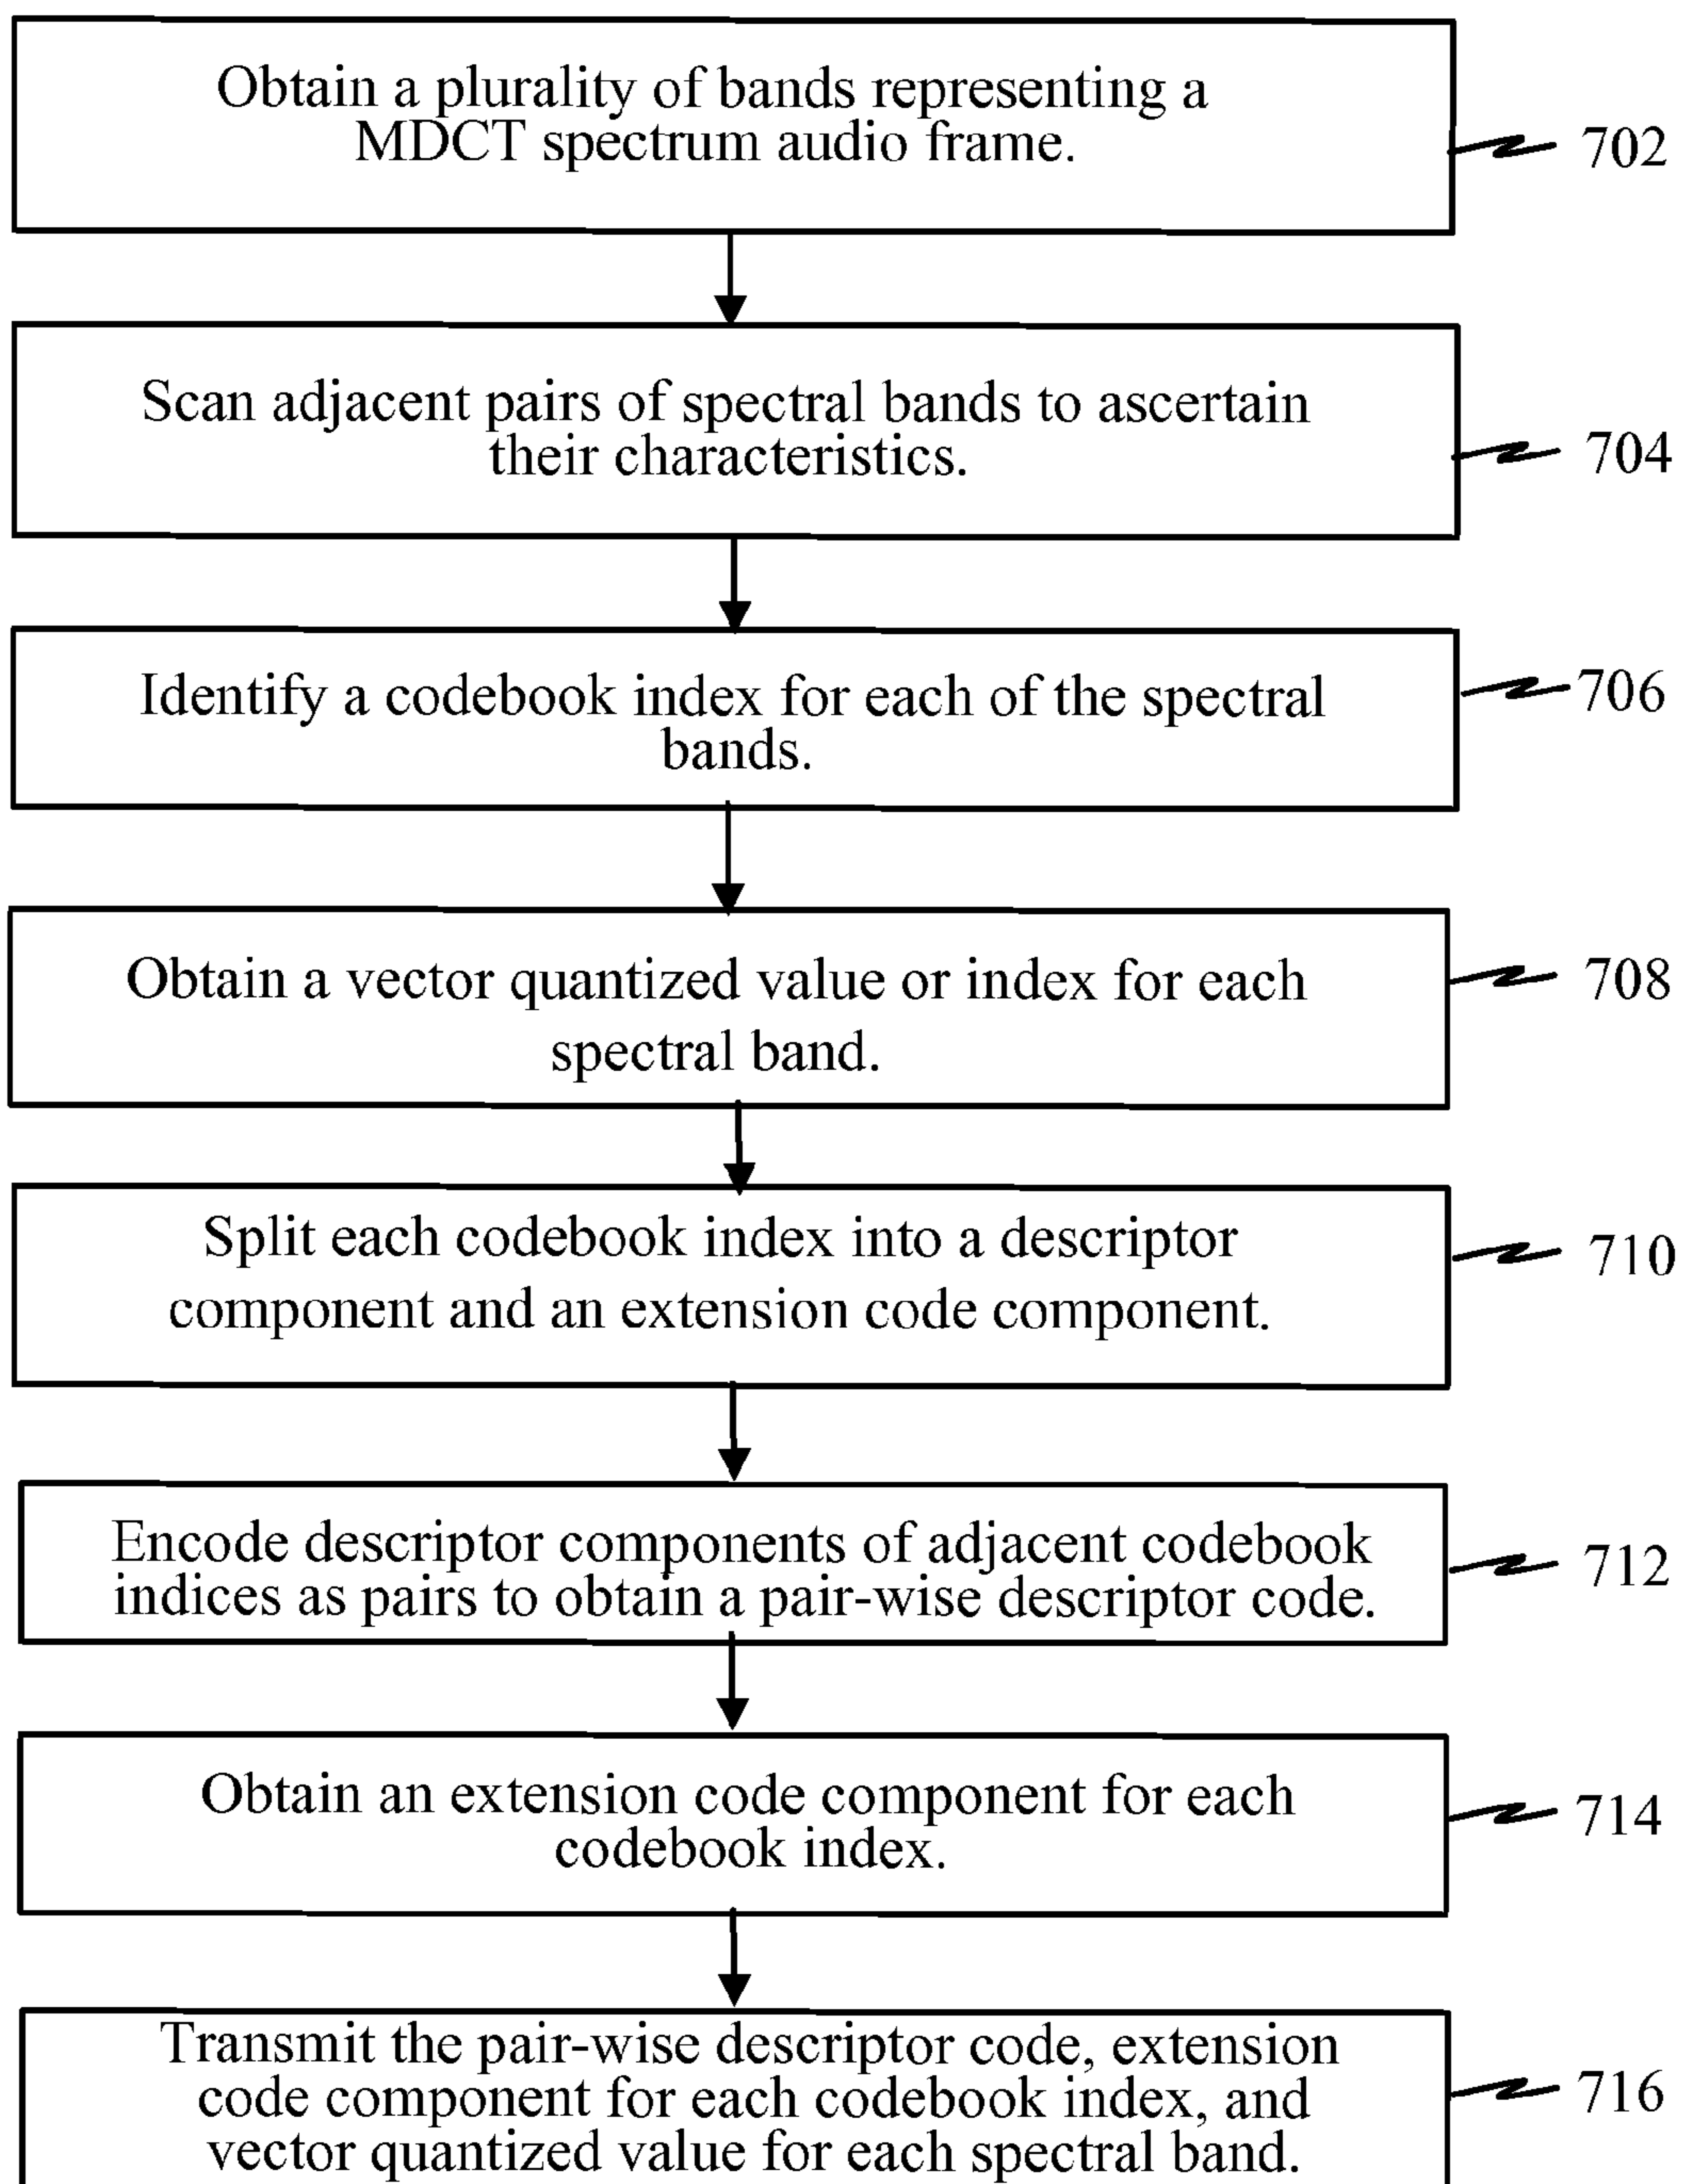 Obtain a plurality of bands representing a
MDCT spectrum audio frame.
702
Scan adjacent pairs of spectral bands to ascertain
their characteristics.
704
Identify a codebook index for each of the spectral
bands.
706
Obtain a vector quantized value or index for each
spectral band.
708
Split each codebook index into a descriptor
component and an extension code component.
710
Encode descriptor components of adjacent codebook
indices as pairs to obtain a pair-wise descriptor code.
712
Obtain an extension code component for each
codebook index.
714
Transmit the pair-wise descriptor code, extension
code component for each codebook index, and
vector quantized value for each spectral band.
716